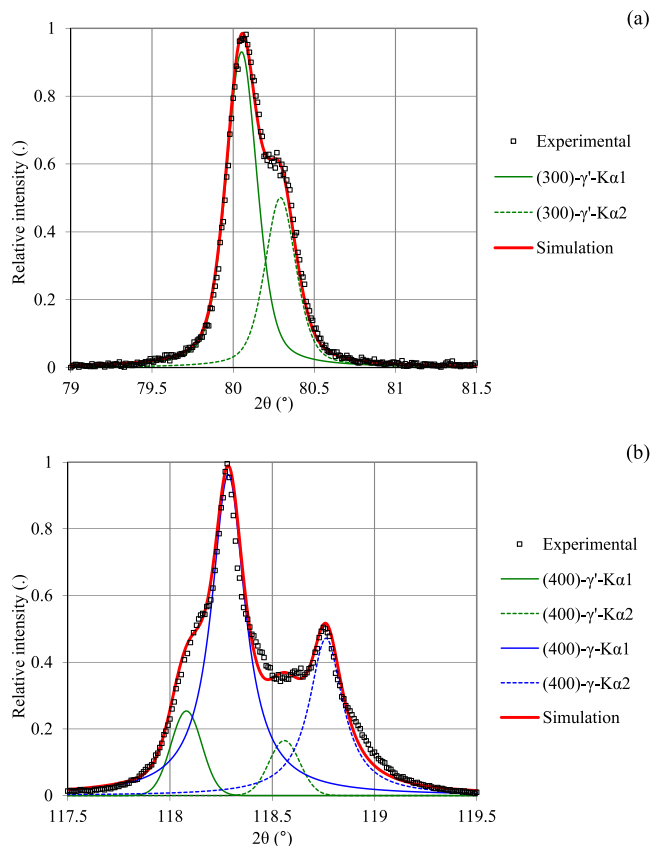 (a)
1
0.8
0.6
0.4
0.2
0
79
79.5
80
80.5
81
81.5
Relative intensity (.)
2θ (°)
Experimental
(300)-γ'-Kα1
(300)-γ'-Kα2
Simulation
(b)
1
0.8
0.6
0.4
0.2
0
117.5
118
118.5
119
119.5
Relative intensity (.)
2θ (°)
Experimental
(400)-γ'-Kα1
(400)-γ'-Kα2
(400)-γ-Kα1
(400)-γ-Kα2
Simulation